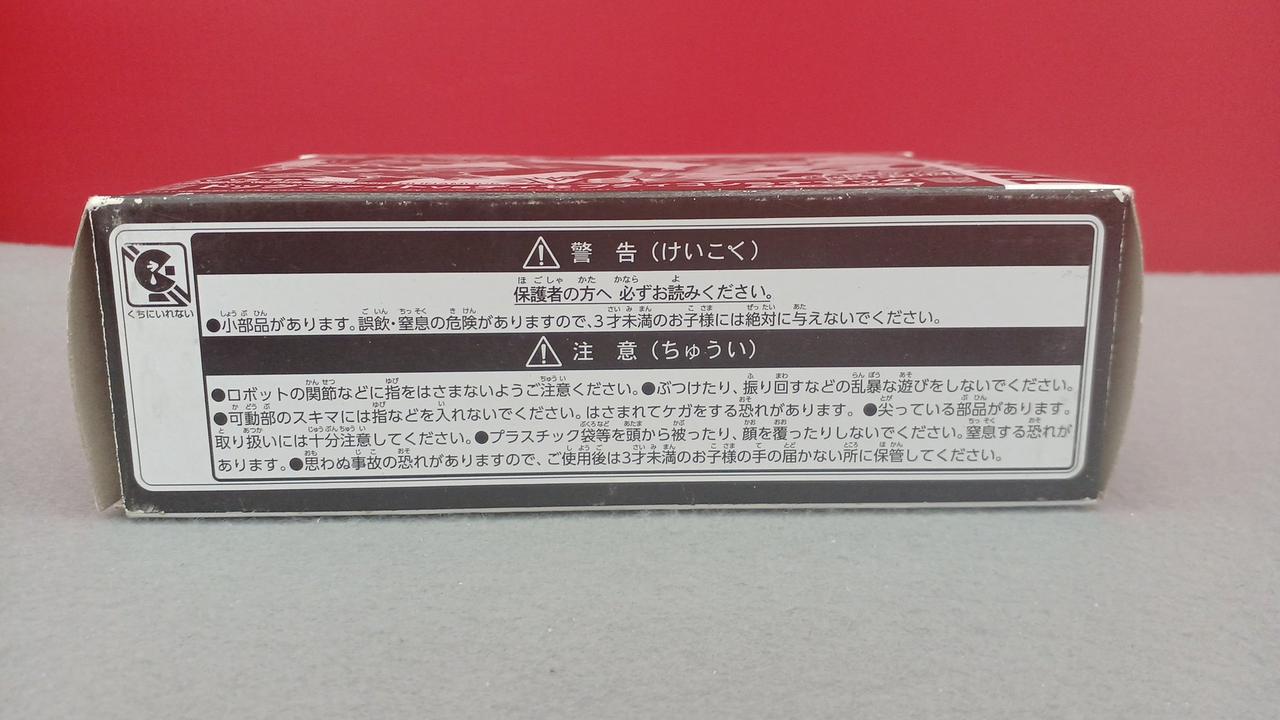 警 告（けいこく）
保護者の方へ 必ずお読みください。
くちにいれない
●小部品があります。誤飲・窒息の危険がありますので、3才未満のお子様には絶対に与えないでください。
注 意（ちゅうい）
●ロボットの関節などに指をはさまないようご注意ください。●ぶつけたり、振り回すなどの乱暴な遊びをしないでください。
●可動部のスキマには指などを入れないでください。はさまれてケガをする恐れがあります。 ●尖っている部品があります。
取り扱いには十分注意してください。●プラスチック袋等を頭から被ったり、顔を覆ったりしないでください。窒息する恐れが
あります。●思わぬ事故の恐れがありますので、ご使用後は3才未満のお子様の手の届かない所に保管してください。